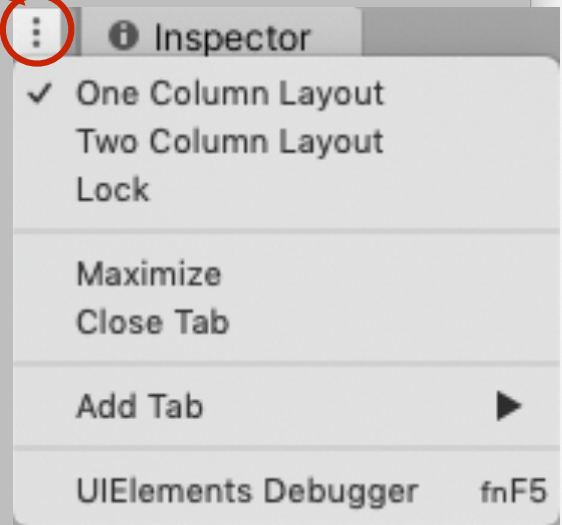 Inspector
One Column Layout
Two Column Layout
Lock
Maximize
Close Tab
Add Tab
UIElements Debugger fnF5